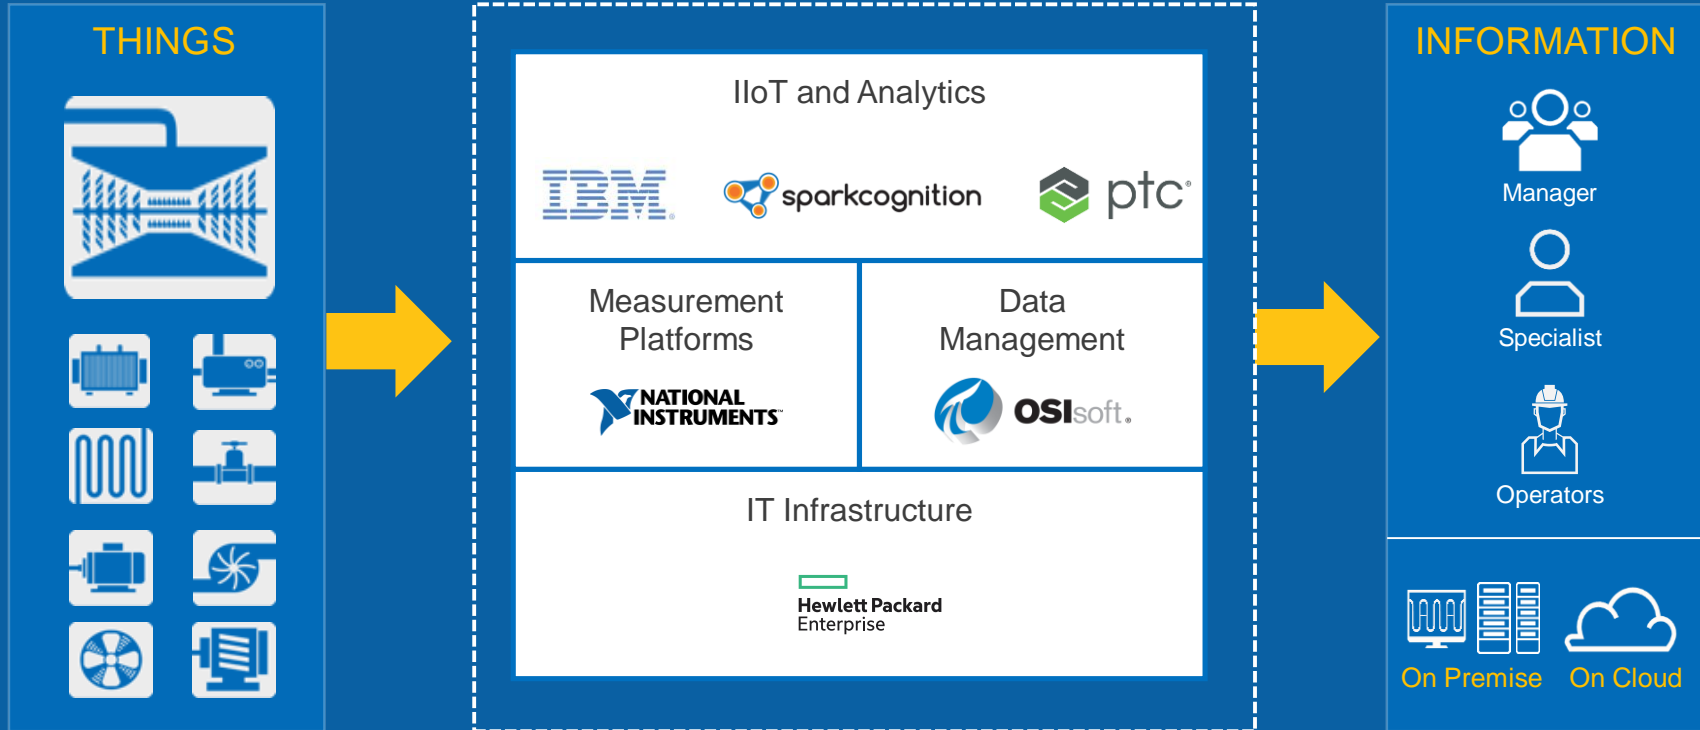 THINGS
IIoT and Analytics
IBM®
sparkcognition
ptc®
Measurement
Platforms
NATIONAL
INSTRUMENTS™
Data
Management
OSIsoft®
IT Infrastructure
Hewlett Packard
Enterprise
INFORMATION
Manager
Specialist
Operators
On Premise
On Cloud